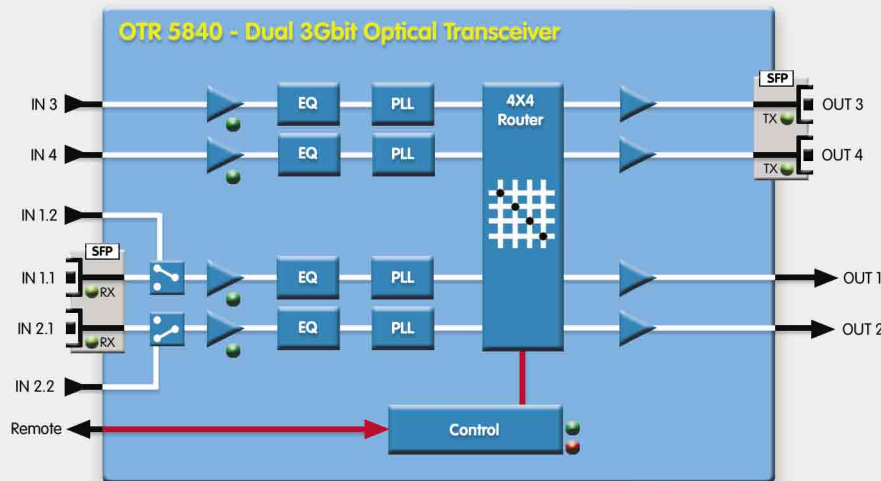 OTR 5840 - Dual 3Gbit Optical Transceiver
SFP
IN 3
EQ
PLL
4X4
Router
OUT 3
TX
IN 4
EQ
PLL
OUT 4
TX
IN 1.2
SFP
IN 1.1
EQ
PLL
OUT 1
RX
IN 2.1
EQ
PLL
OUT 2
RX
IN 2.2
Remote
Control